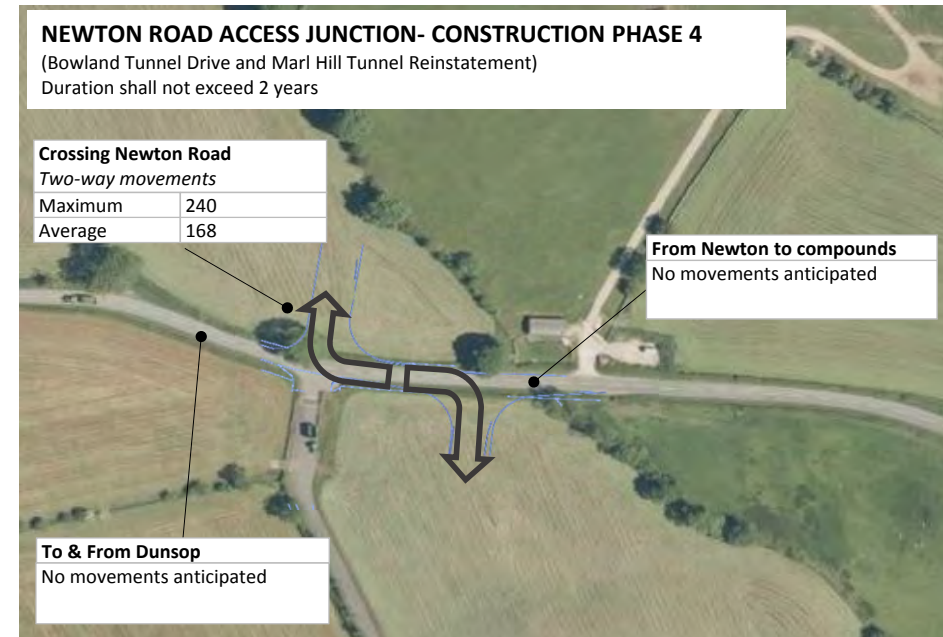 NEWTON ROAD ACCESS JUNCTION- CONSTRUCTION PHASE 4
(Bowland Tunnel Drive and Marl Hill Tunnel Reinstatement)
Duration shall not exceed 2 years
Crossing Newton Road
Two-way movements
Maximum 240
Average 168
From Newton to compounds
No movements anticipated
To & From Dunsop
No movements anticipated